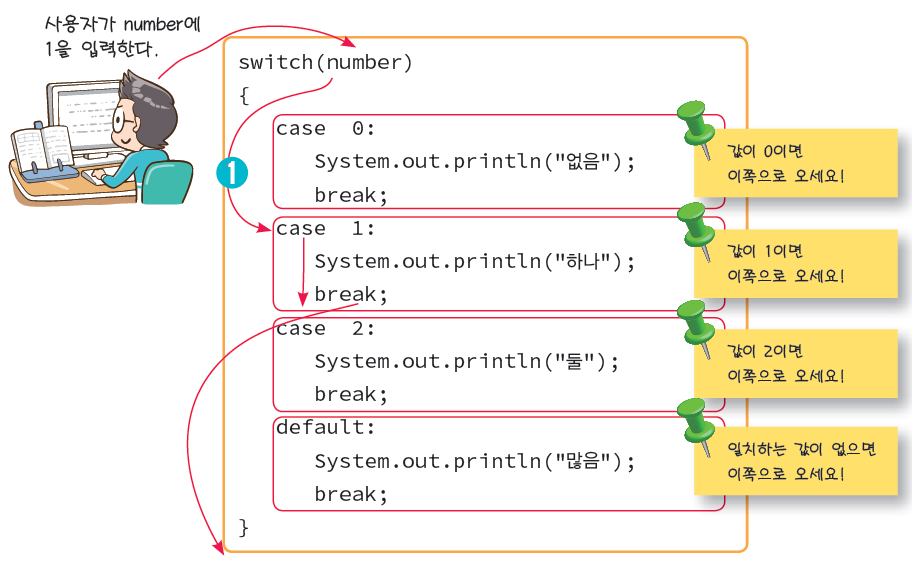 사용자가 number에
1을 입력한다.
switch(number)
{
case 0:
System.out.println("없음");
break;
값이 0이면
이쪽으로 오세요!
1
case 1:
System.out.println("하나");
break;
값이 1이면
이쪽으로 오세요!
case 2:
System.out.println("둘");
break;
값이 2이면
이쪽으로 오세요!
default:
System.out.println("많음");
break;
일치하는 값이 없으면
이쪽으로 오세요!
}